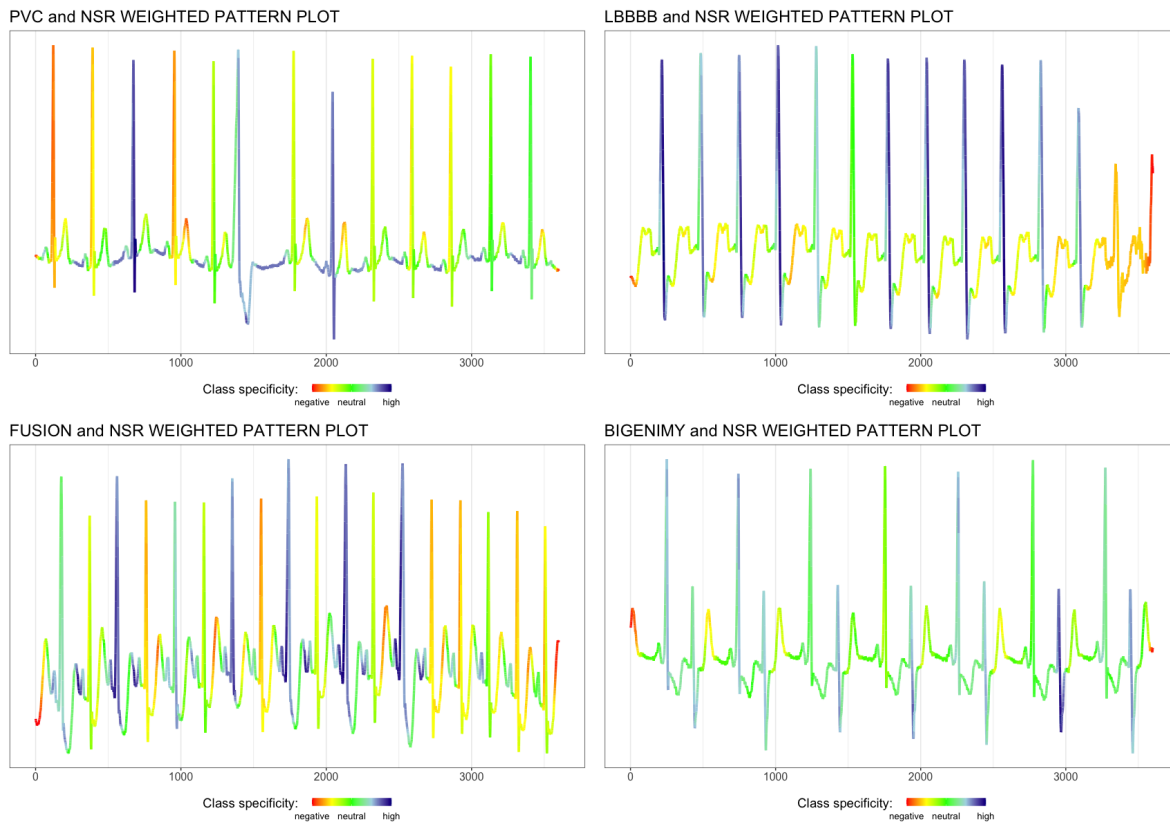 PVC and NSR WEIGHTED PATTERN PLOT
0 1000 2000 3000
Class specificity:
negative neutral high
LBBBB and NSR WEIGHTED PATTERN PLOT
0 1000 2000 3000
Class specificity:
negative neutral high
FUSION and NSR WEIGHTED PATTERN PLOT
0 1000 2000 3000
Class specificity:
negative neutral high
BIGENIMY and NSR WEIGHTED PATTERN PLOT
0 1000 2000 3000
Class specificity:
negative neutral high